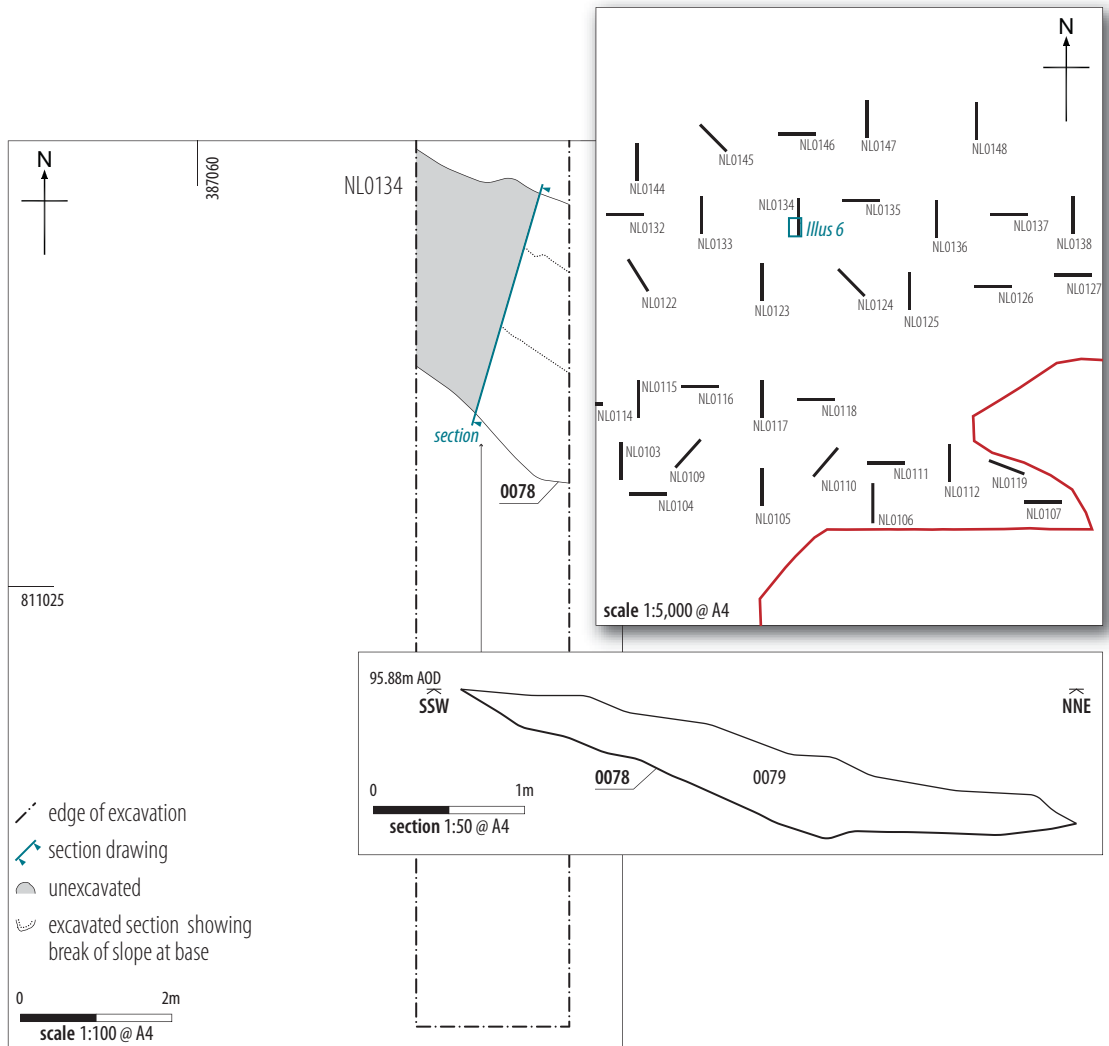 N
387060
NL0134
section
0078
811025
edge of excavation
section drawing
unexcavated
excavated section showing
break of slope at base
0 2m
scale 1:100 @ A4
N
NL0144
NL0145
NL0146
NL0147
NL0148
NL0132
NL0133
NL0134
Illus 6
NL0135
NL0136
NL0137
NL0138
NL0122
NL0123
NL0124
NL0125
NL0126
NL0127
NL0114
NL0115
NL0116
NL0117
NL0118
NL0103
NL0109
NL0104
NL0105
NL0110
NL0111
NL0106
NL0112
NL0119
NL0107
scale 1:5,000 @ A4
95.88m AOD
SSW
NNE
0078
0079
0 1m
section 1:50 @ A4